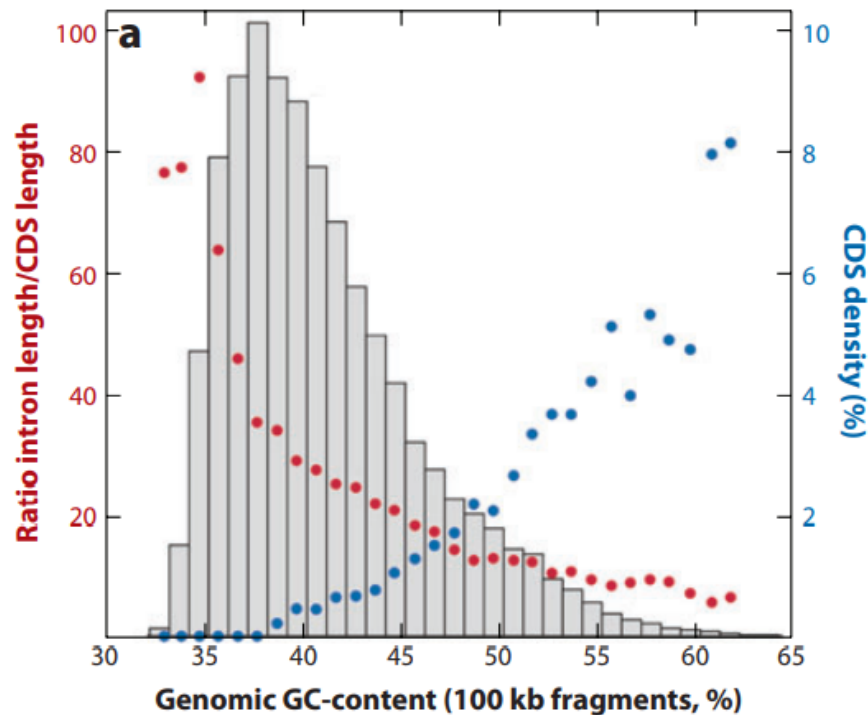 a
Ratio intron length/CDS length
100
80
60
40
20
10
8
6
4
2
CDS density (%)
30 35 40 45 50 55 60 65
Genomic GC-content (100 kb fragments, %)